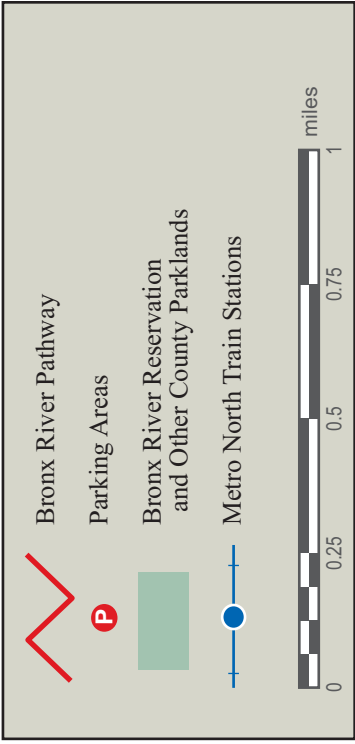 Bronx River Pathway
P
Parking Areas
Bronx River Reservation
and Other County Parklands
Metro North Train Stations
0 0.25 0.5 0.75 1
miles